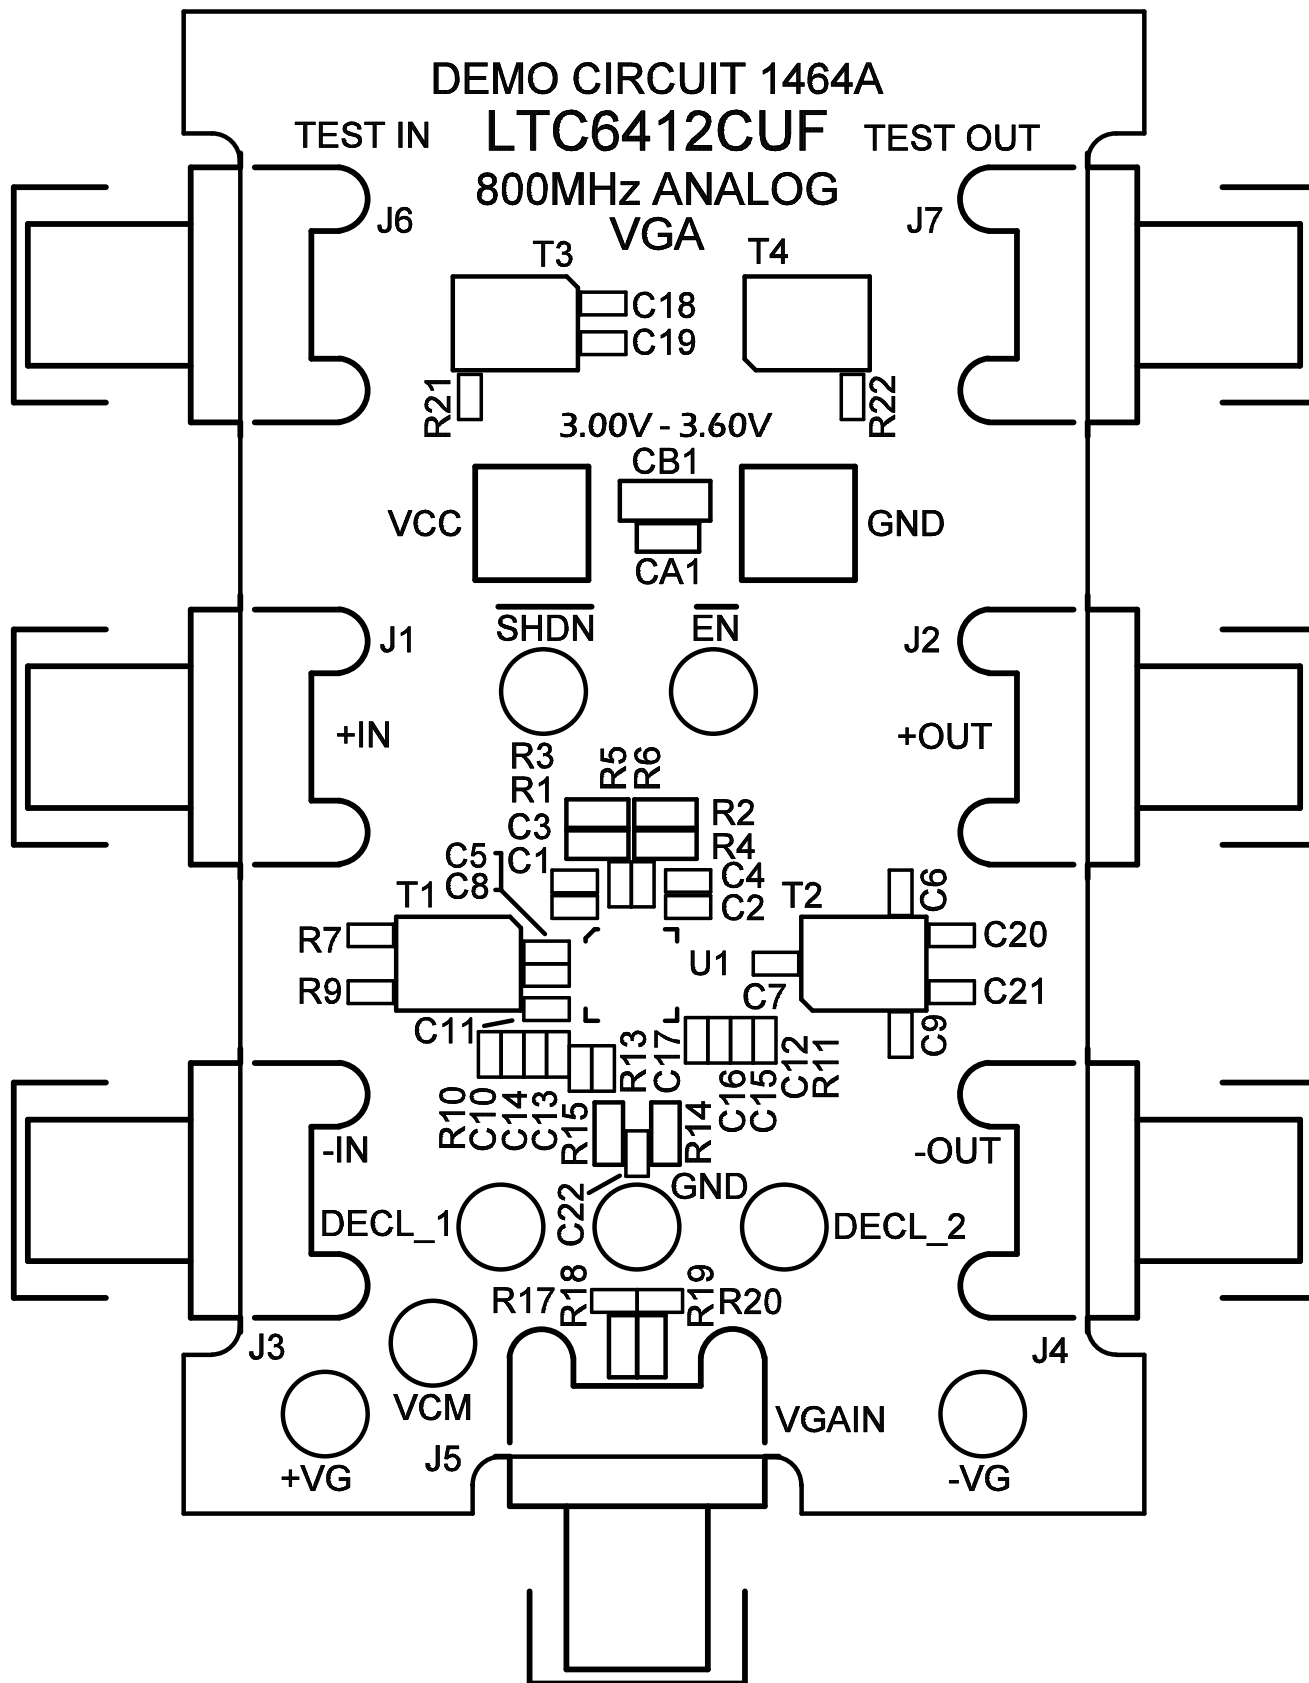 DEMO CIRCUIT 1464A
LTC6412CUF
TEST IN
TEST OUT
800MHz ANALOG
VGA
J6
J7
T3
T4
C18
C19
R21
R22
3.00V - 3.60V
CB1
VCC
GND
CA1
SHDN
EN
J1
J2
+IN
+OUT
R3
R5
R6
R1
R2
C3
R4
C5
C1
C8
C4
C2
T1
T2
C6
R7
C20
U1
R9
C7
C21
C11
C9
R13
C17
C12
R11
R10
C10
C14
C13
R15
R14
C16
C15
-IN
-OUT
C22
GND
DECL_1
DECL_2
R17
R18
R19
R20
J3
J4
VCM
VGAIN
J5
+VG
-VG